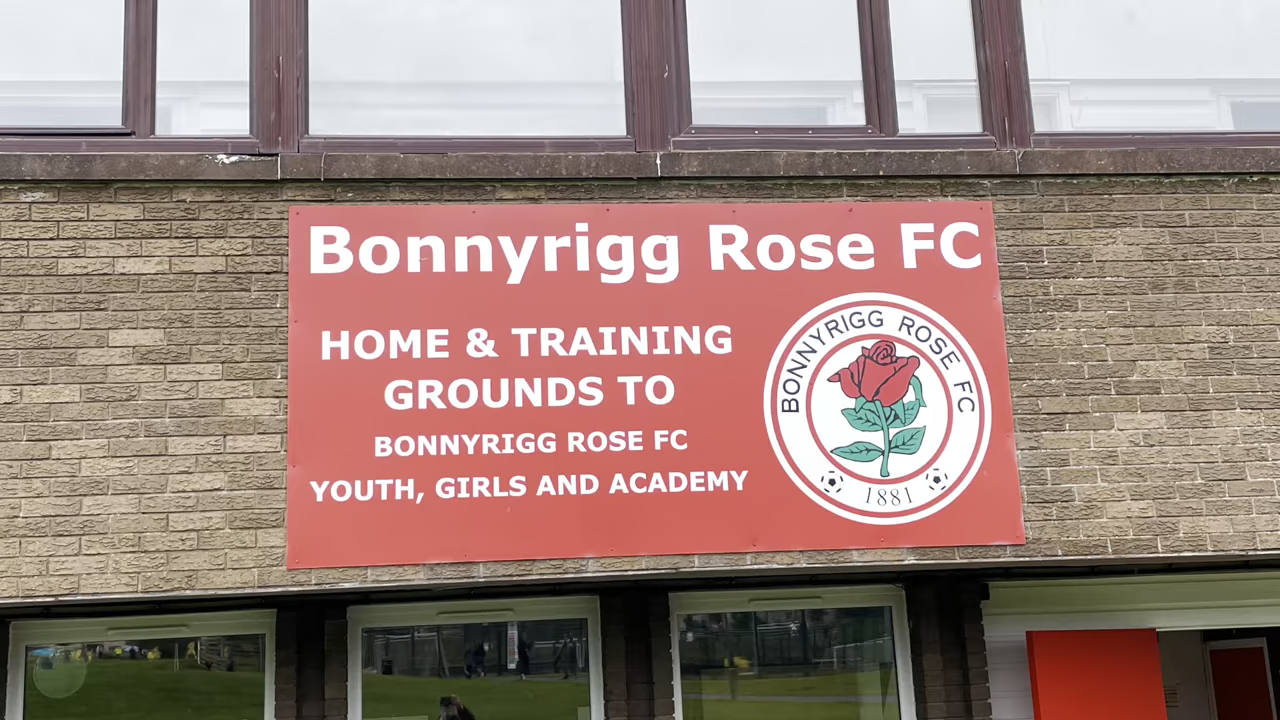 Bonnyrigg Rose FC
HOME & TRAINING
GROUNDS TO
BONNYRIGG ROSE FC
YOUTH, GIRLS AND ACADEMY
BONNYRIGG ROSE FC
1881